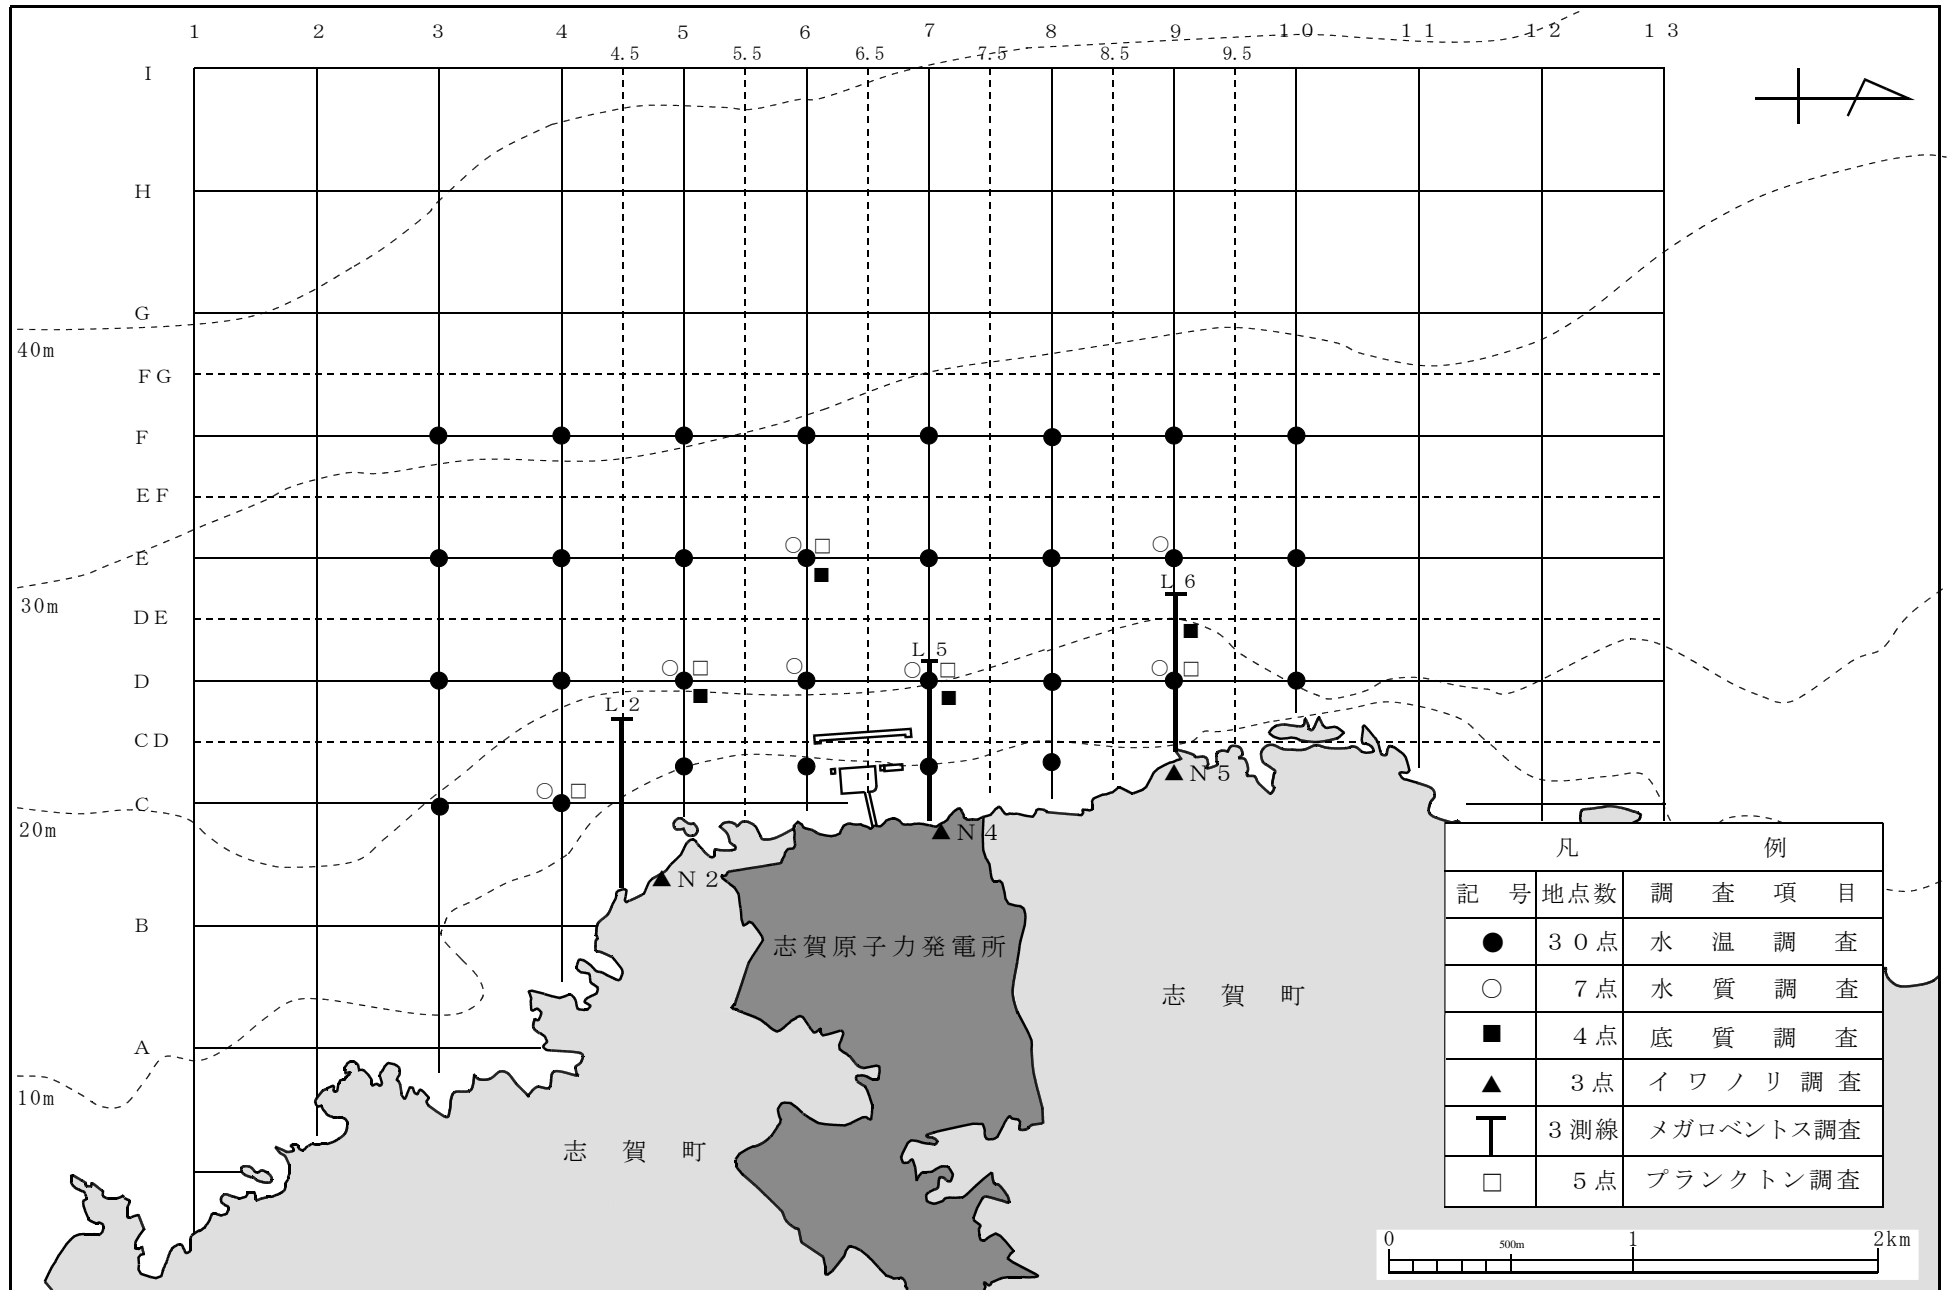 １ ２ ３ ４ ５ ６ ７ ８ ９ １０ １１ １２ １３
4.5 5.5 6.5 7.5 8.5 9.5
Ｉ
Ｈ
Ｇ
40m
ＦＧ
Ｆ
ＥＦ
Ｅ
Ｌ６
30m
ＤＥ
Ｌ５
Ｄ
Ｌ２
ＣＤ
Ｎ５
Ｃ
20m
Ｎ４
Ｎ２
Ｂ
志賀原子力発電所
志賀町
Ａ
10m
志賀町
凡例
記号 地点数 調査項目
● ３０点 水温調査
○ ７点 水質調査
■ ４点 底質調査
▲ ３点 イワノリ調査
３測線 メガロベントス調査
□ ５点 プランクトン調査
0 500m 1 2km